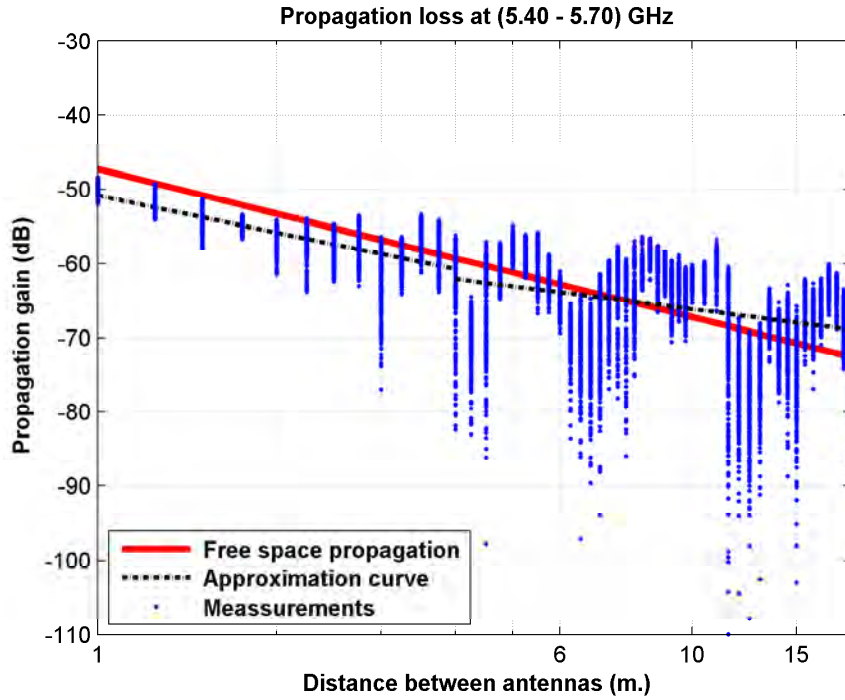 Propagation loss at (5.40 - 5.70) GHz
Propagation gain (dB)
-30
-40
-50
-60
-70
-80
-90
-100
-110
Free space propagation
Approximation curve
Meassurements
1
6
10
15
Distance between antennas (m.)